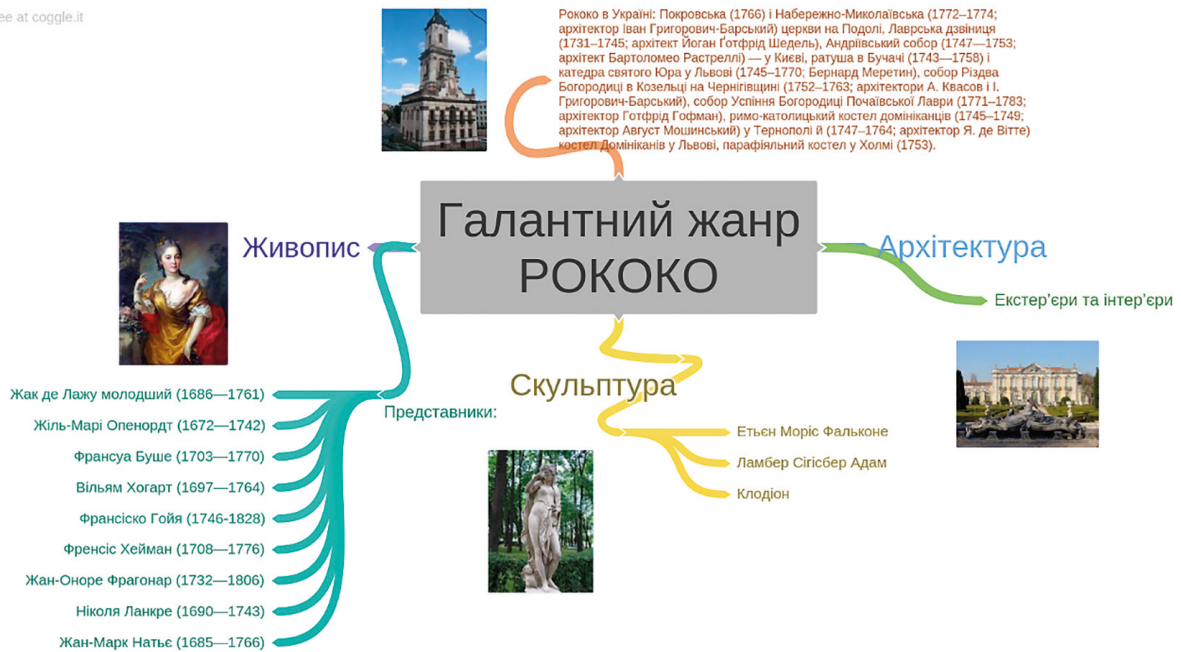 ee at coggle.it
Рококо в Україні: Покровська (1766) і Набережно-Миколаївська (1772–1774;
архітектор Іван Григорович-Барський) церкви на Подолі, Лаврська дзвіниця
(1731–1745; архітект Йоган Ґотфрід Шедель), Андріївський собор (1747—1753;
архітект Бартоломео Растреллі) — у Києві, ратуша в Бучачі (1743—1758) і
катедра святого Юра у Львові (1745–1770; Бернард Меретин), собор Різдва
Богородиці в Козельці на Чернігівщині (1752–1763; архітектори А. Квасов і І.
Григорович-Барський), собор Успіння Богородиці Почаївської Лаври (1771–1783;
архітектор Готфрід Гофман), римо-католицький костел домініканців (1745–1749;
архітектор Август Мошинський) у Тернополі й (1747–1764; архітектор Я. де Вітте)
костел Домініканів у Львові, парафіяльний костел у Холмі (1753).
Галантний жанр
РОКОКО
Живопис
Представники:
Жак де Лажу молодший (1686—1761)
Жіль-Марі Опенордт (1672—1742)
Франсуа Буше (1703—1770)
Вільям Хогарт (1697—1764)
Франсіско Гойя (1746-1828)
Френсіс Хейман (1708—1776)
Жан-Оноре Фрагонар (1732—1806)
Ніколя Ланкре (1690—1743)
Жан-Марк Натьє (1685—1766)
Скульптура
Етьєн Моріс Фальконе
Ламбер Сігісбер Адам
Клодіон
Архітектура
Екстер’єри та інтер’єри